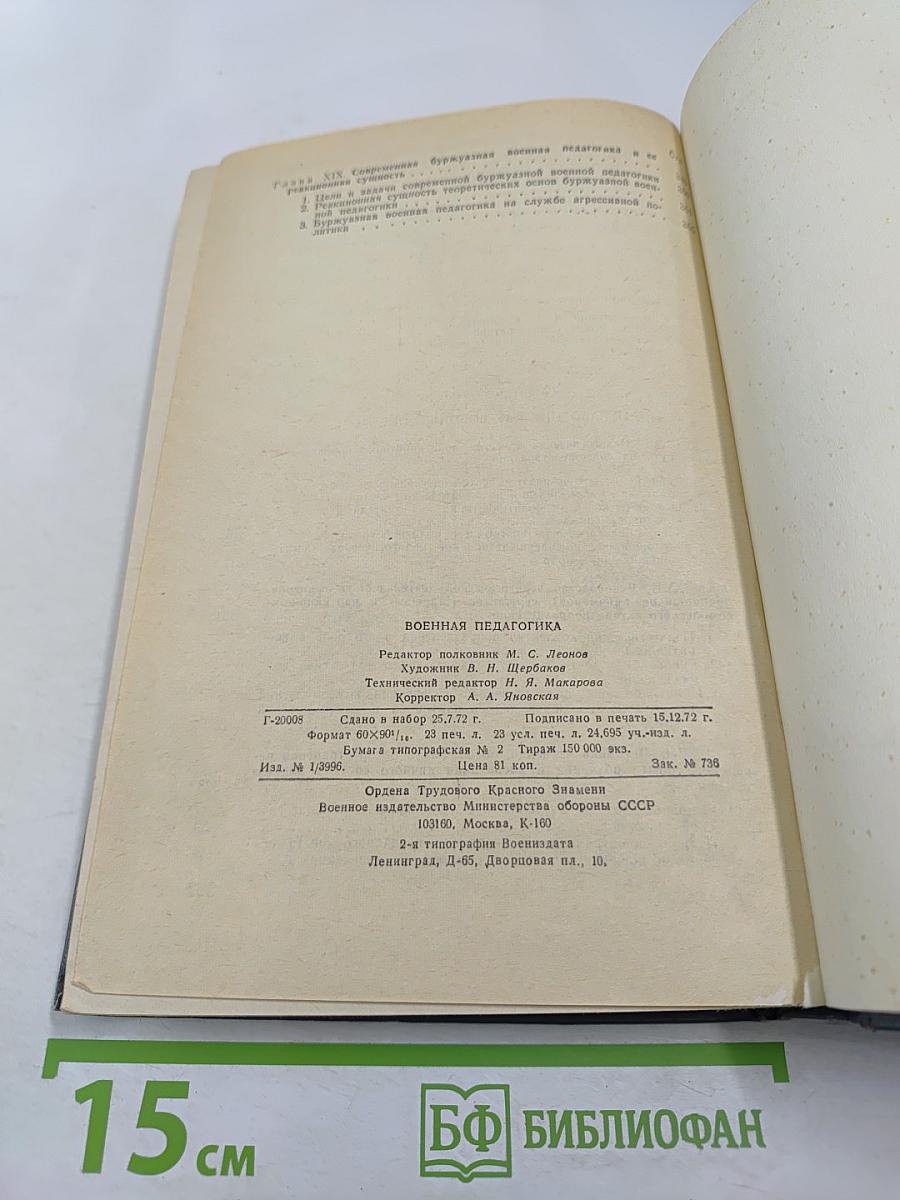 Глава XIX. Современная буржуазная военная педагогика и ее
реакционная сущность
1. Цели и задачи современной буржуазной военной педагогики
2. Реакционная сущность теоретических основ буржуазной воен-
ной педагогики
3. Буржуазная военная педагогика на службе агрессивной по-
литики
ВОЕННАЯ ПЕДАГОГИКА
Редактор полковник М. С. Леонов
Художник В. Н. Щербаков
Технический редактор Н. Я. Макарова
Корректор А. А. Яновская
Г-20008 Сдано в набор 25.7.72 г. Подписано в печать 15.12.72 г.
Формат 60×90¹/₁₆. 23 печ. л. 23 усл. печ. л. 24,695 уч.-изд. л.
Бумага типографская № 2 Тираж 150 000 экз.
Изд. № 1/3996. Цена 81 коп. Зак. № 736
Ордена Трудового Красного Знамени
Военное издательство Министерства обороны СССР
103160, Москва, К-160
2-я типография Воениздата
Ленинград, Д-65, Дворцовая пл., 10.
15 см
БФ БИБЛИОФАН